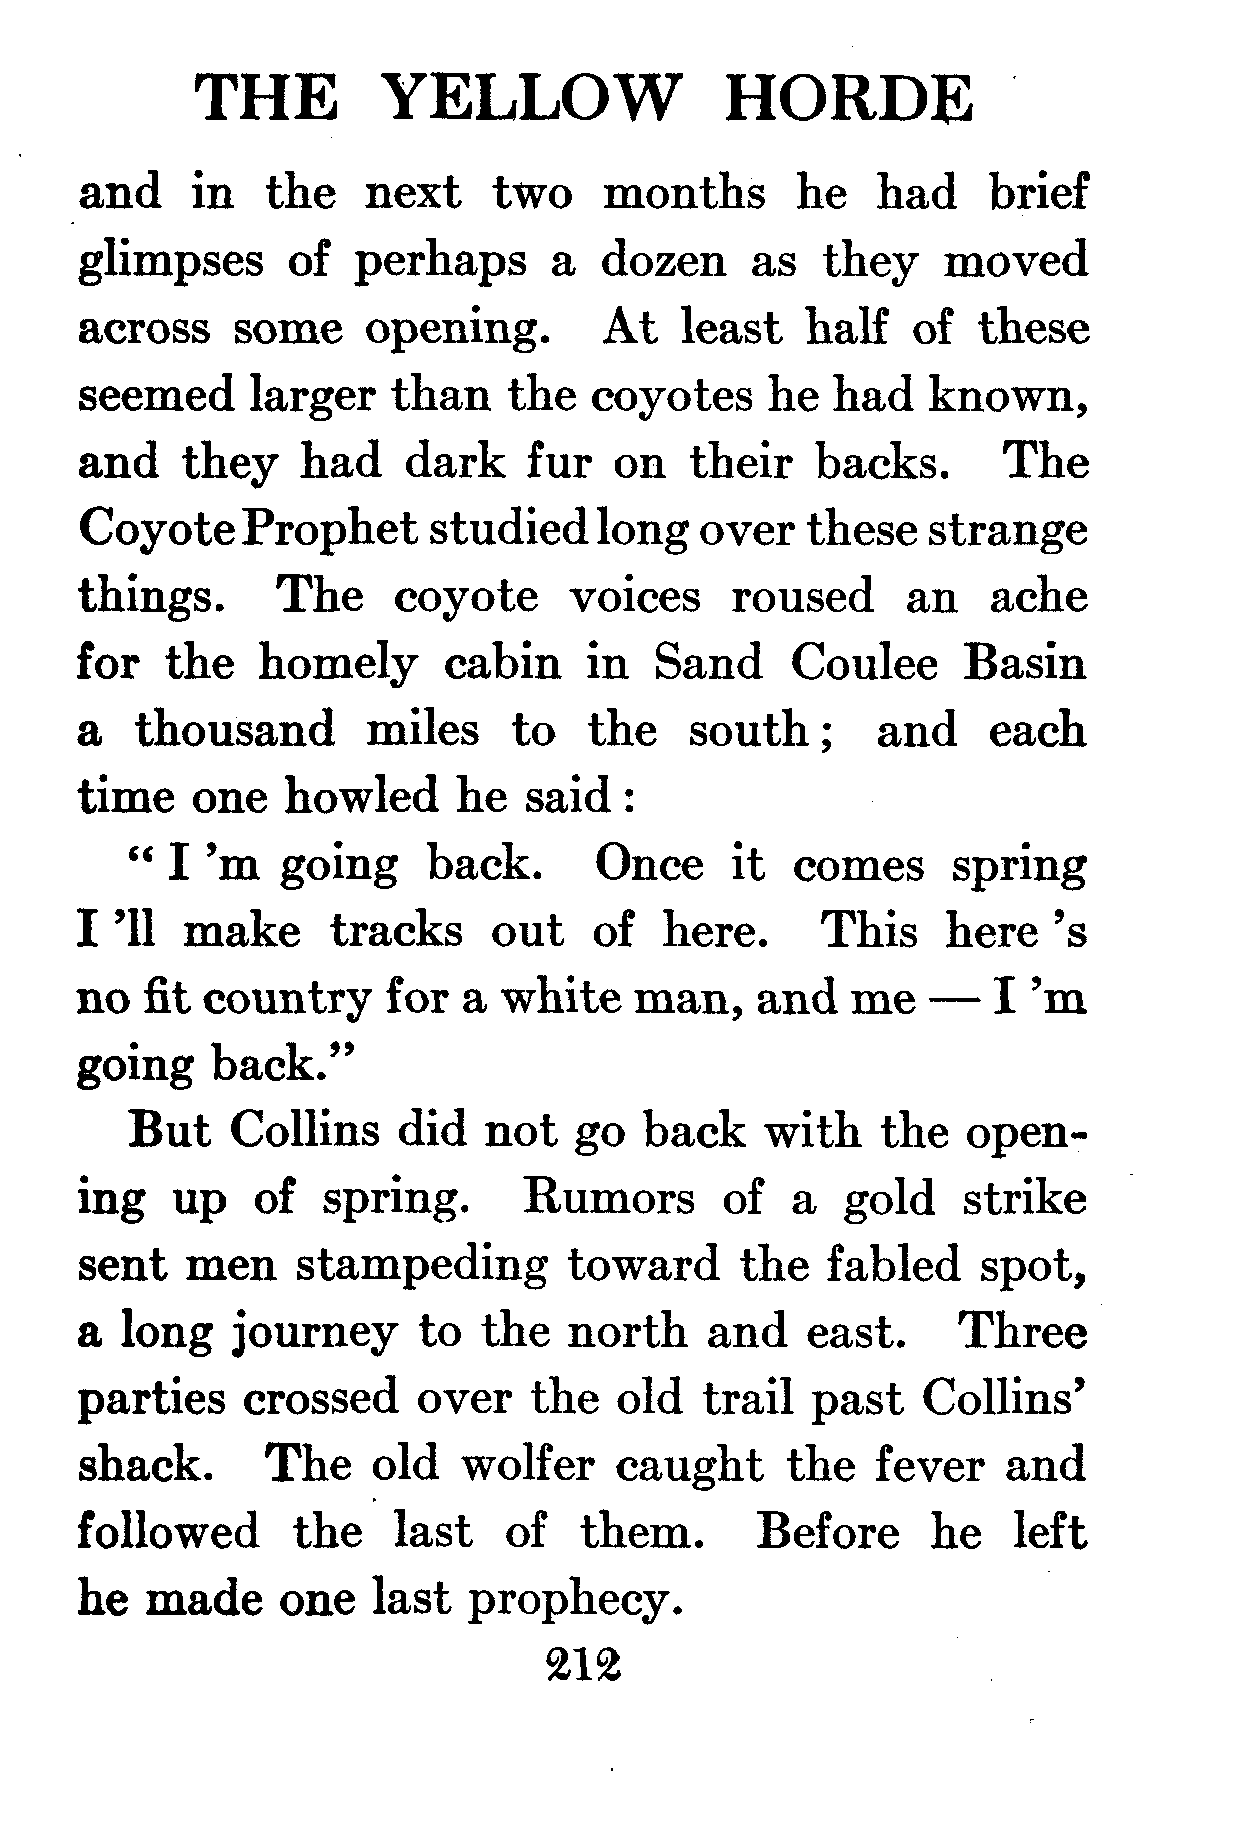 THE YELLOW HORDE
and in the next two months he had brief
glimpses of perhaps a dozen as they moved
across some opening. At least half of these
seemed larger than the coyotes he had known,
and they had dark fur on their backs. The
Coyote Prophet studied long over these strange
things. The coyote voices roused an ache
for the homely cabin in Sand Coulee Basin
a thousand miles to the south; and each
time one howled he said:
"I'm going back. Once it comes spring
I'll make tracks out of here. This here's
no fit country for a white man, and me — I'm
going back."
But Collins did not go back with the open-
ing up of spring. Rumors of a gold strike
sent men stampeding toward the fabled spot,
a long journey to the north and east. Three
parties crossed over the old trail past Collins'
shack. The old wolfer caught the fever and
followed the last of them. Before he left
he made one last prophecy.
212